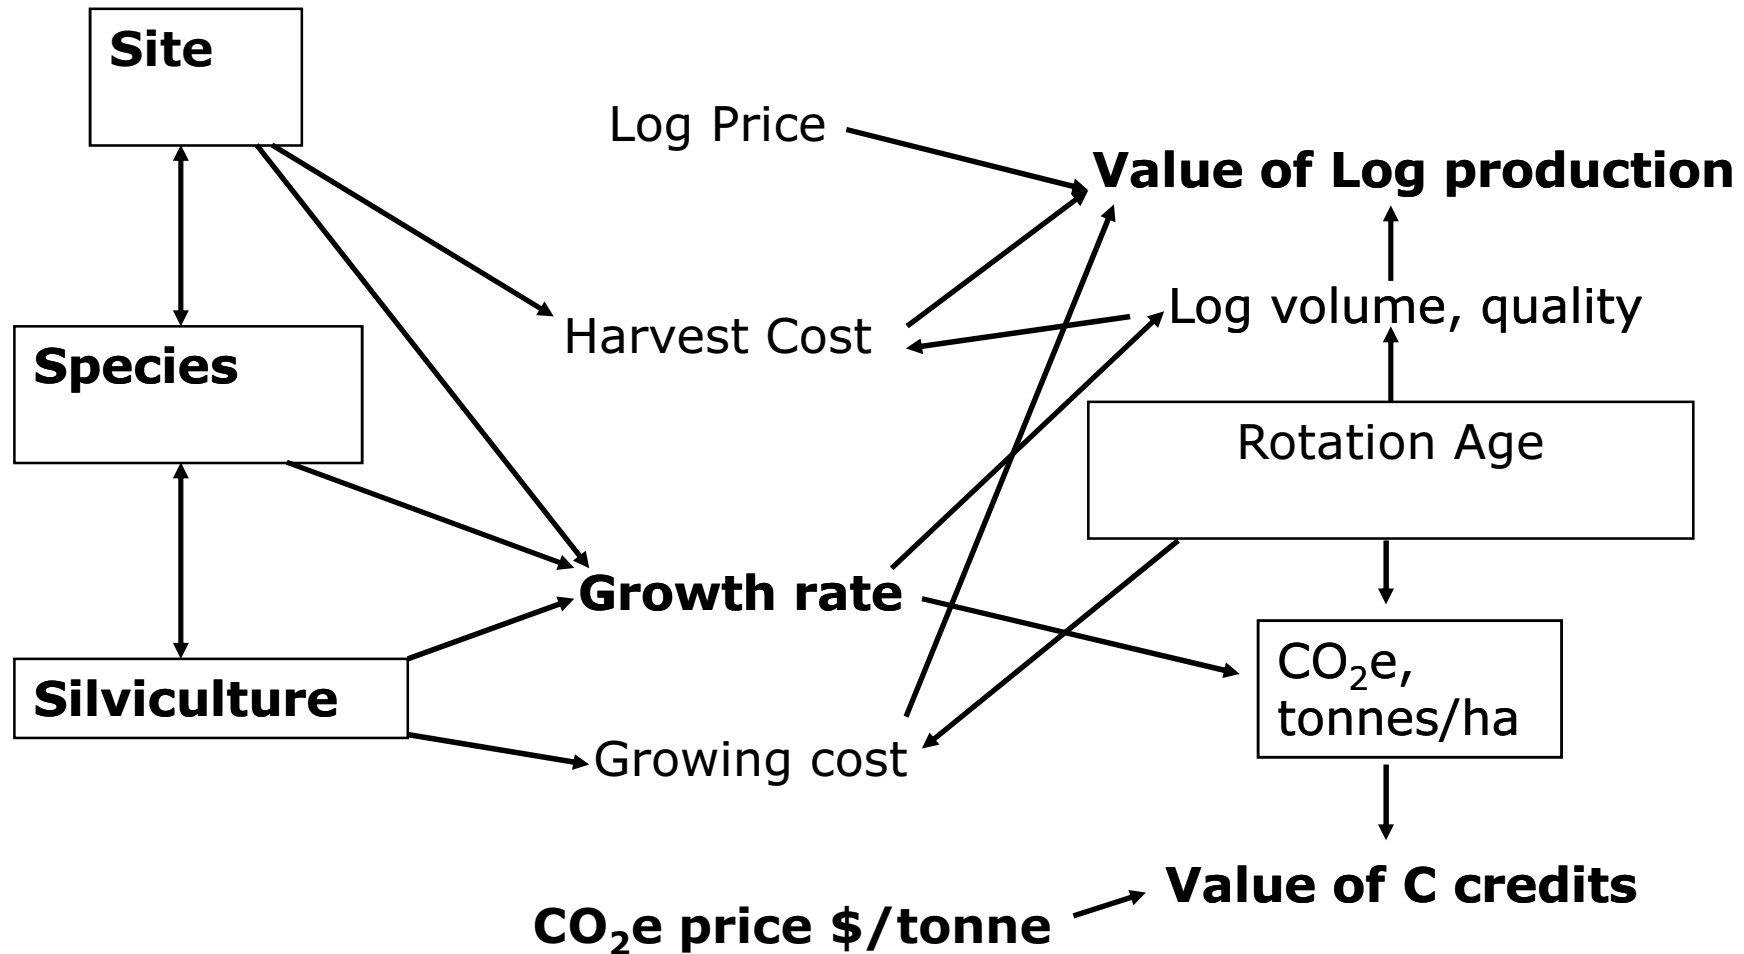 Site
Log Price
Value of Log production
Log volume, quality
Harvest Cost
Species
Rotation Age
Growth rate
CO₂e,
tonnes/ha
Silviculture
Growing cost
Value of C credits
CO₂e price $/tonne